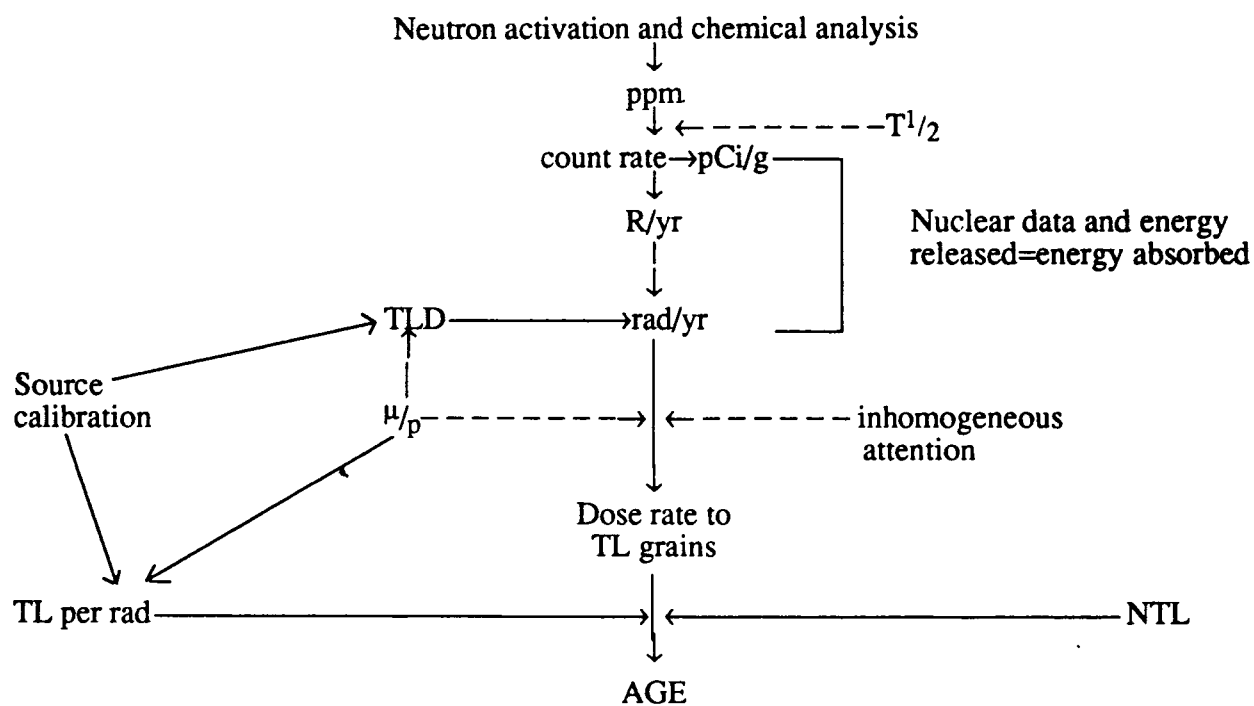 Neutron activation and chemical analysis
ppm
T1/2
count rate→pCi/g
R/yr
Nuclear data and energy
released=energy absorbed
TLD
rad/yr
Source
calibration
μ/p
inhomogeneous
attention
Dose rate to
TL grains
TL per rad
NTL
AGE